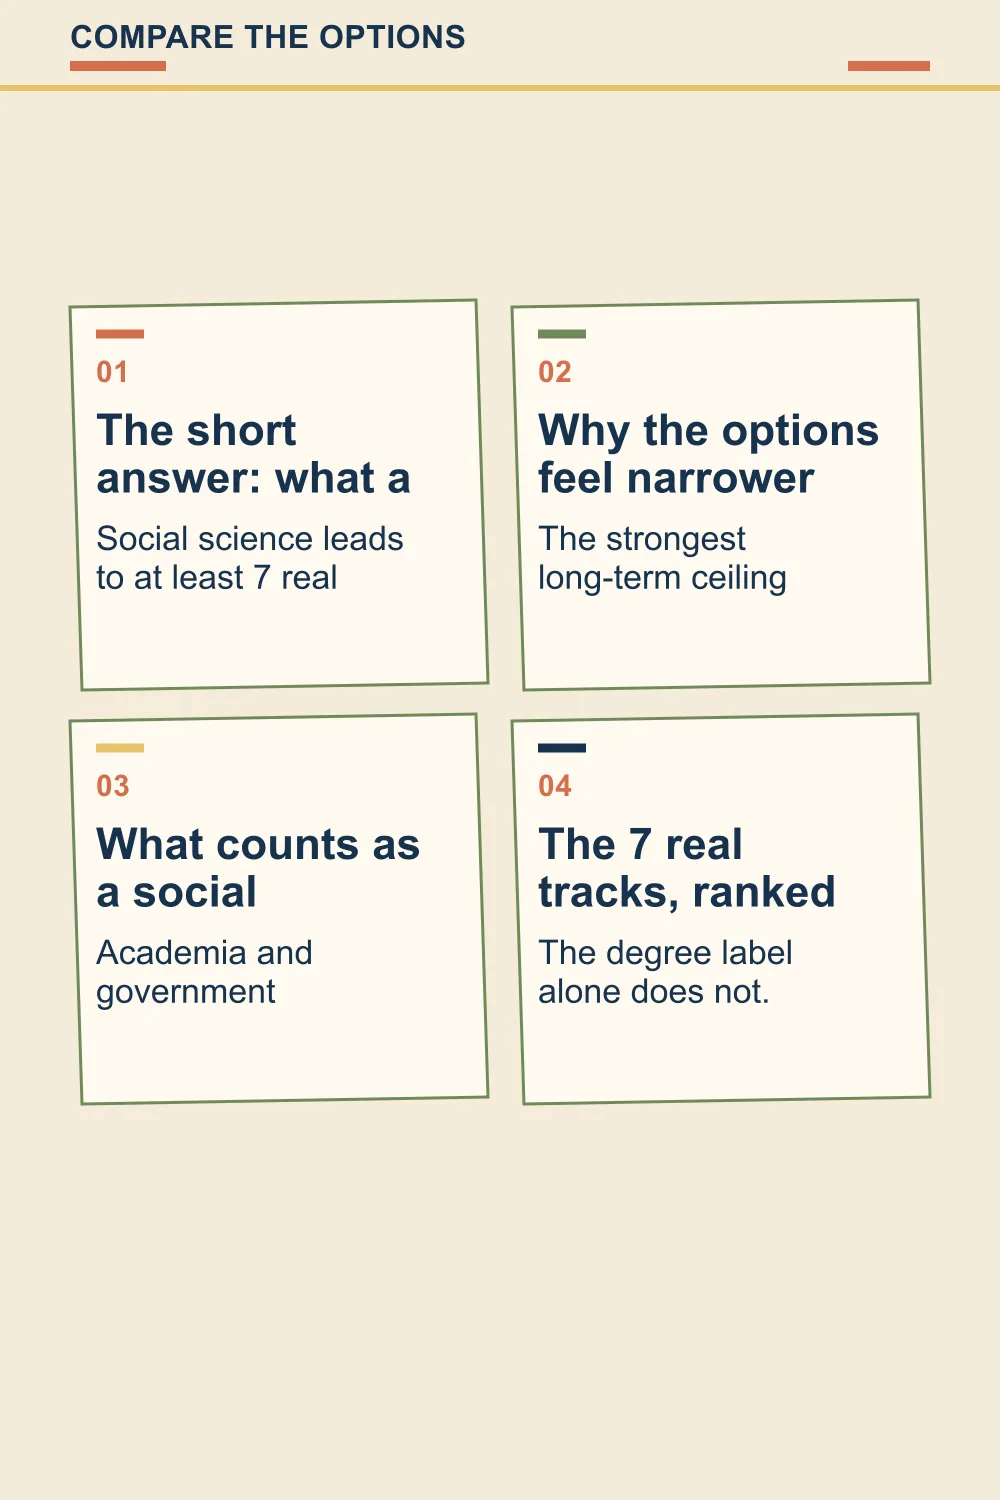 COMPARE THE OPTIONS
01
The short
answer: what a
Social science leads
to at least 7 real
02
Why the options
feel narrower
The strongest
long-term ceiling
03
What counts as
a social
Academia and
government
04
The 7 real
tracks, ranked
The degree label
alone does not.